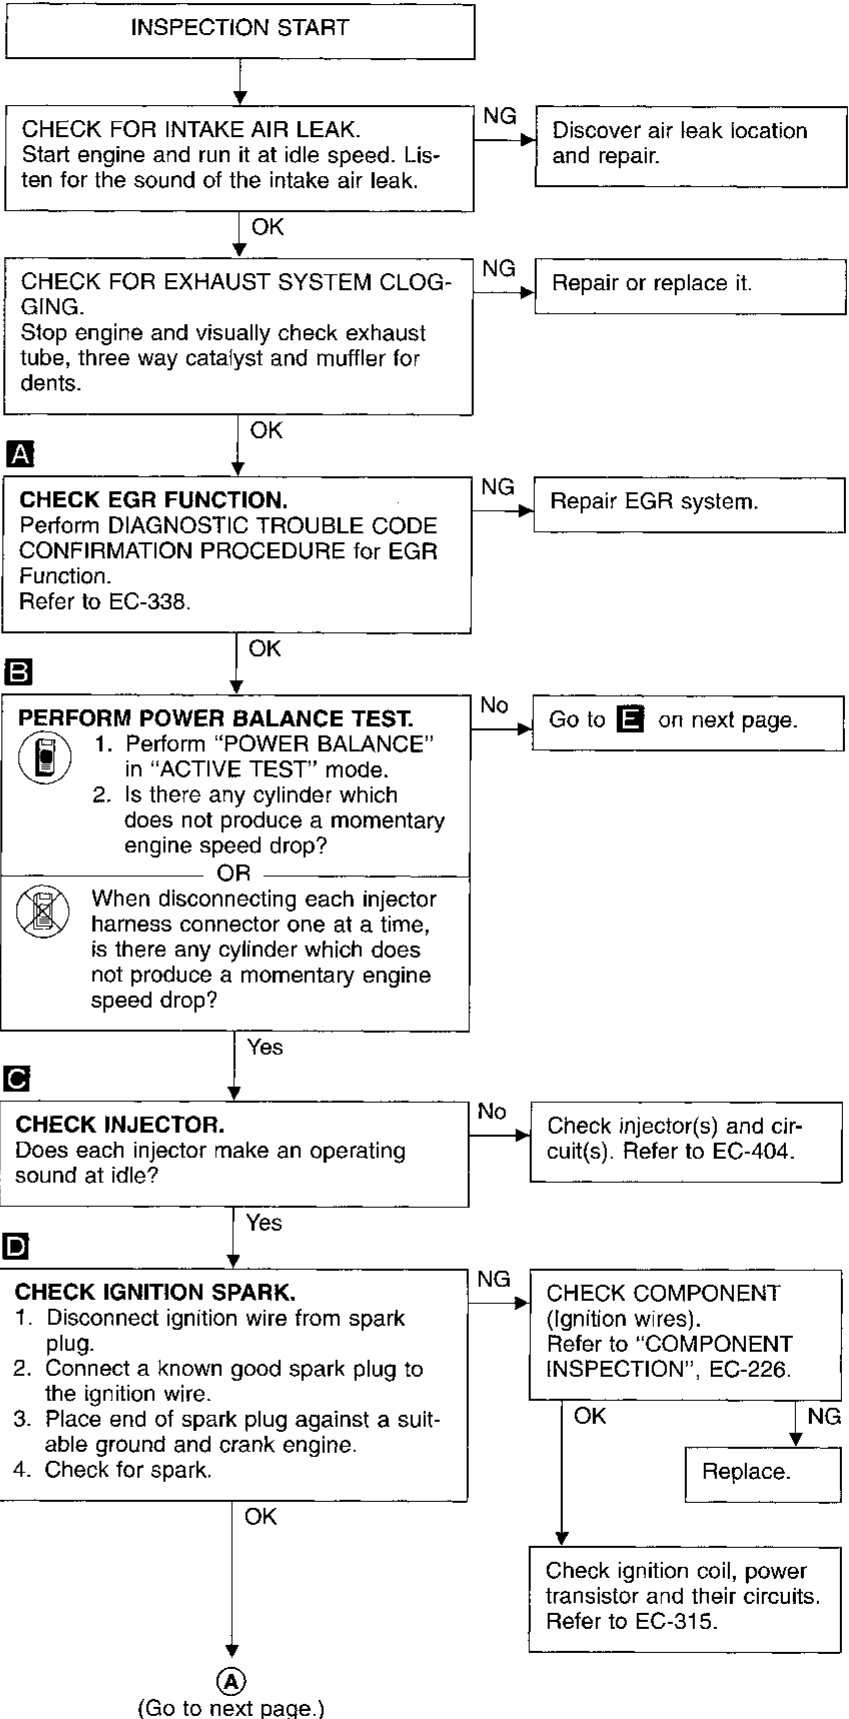 INSPECTION START
CHECK FOR INTAKE AIR LEAK.
Start engine and run it at idle speed. Lis-
ten for the sound of the intake air leak.
NG
Discover air leak location
and repair.
OK
CHECK FOR EXHAUST SYSTEM CLOG-
GING.
Stop engine and visually check exhaust
tube, three way catalyst and muffler for
dents.
NG
Repair or replace it.
OK
A
CHECK EGR FUNCTION.
Perform DIAGNOSTIC TROUBLE CODE
CONFIRMATION PROCEDURE for EGR
Function.
Refer to EC-338.
NG
Repair EGR system.
OK
B
PERFORM POWER BALANCE TEST.
1. Perform “POWER BALANCE”
in “ACTIVE TEST” mode.
2. Is there any cylinder which
does not produce a momentary
engine speed drop?
OR
When disconnecting each injector
harness connector one at a time,
is there any cylinder which does
not produce a momentary engine
speed drop?
No
Go to E on next page.
Yes
C
CHECK INJECTOR.
Does each injector make an operating
sound at idle?
No
Check injector(s) and cir-
cuit(s). Refer to EC-404.
Yes
D
CHECK IGNITION SPARK.
1. Disconnect ignition wire from spark
plug.
2. Connect a known good spark plug to
the ignition wire.
3. Place end of spark plug against a suit-
able ground and crank engine.
4. Check for spark.
NG
CHECK COMPONENT
(Ignition wires).
Refer to “COMPONENT
INSPECTION”, EC-226.
OK
NG
Replace.
Check ignition coil, power
transistor and their circuits.
Refer to EC-315.
OK
A
(Go to next page.)